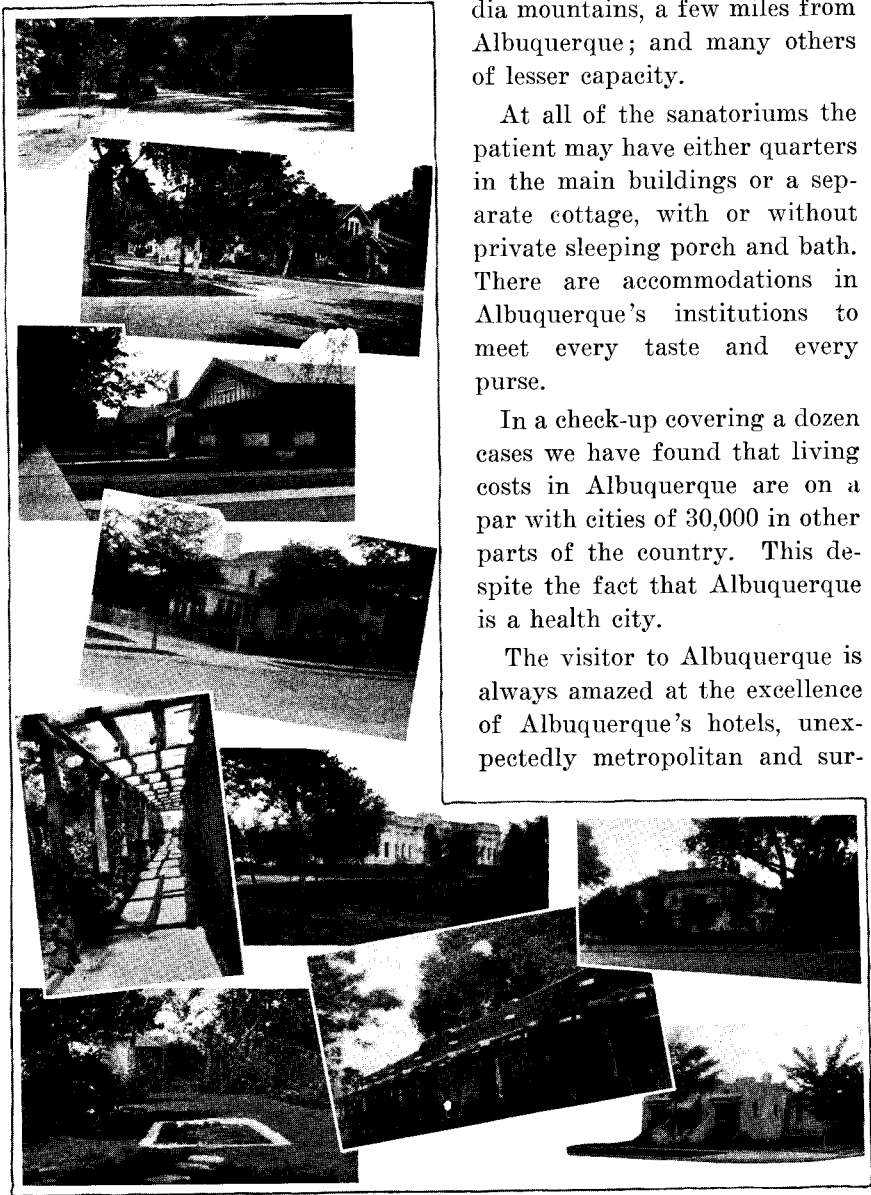 dia mountains, a few miles from
Albuquerque; and many others
of lesser capacity.
At all of the sanatoriums the
patient may have either quarters
in the main buildings or a sep-
arate cottage, with or without
private sleeping porch and bath.
There are accommodations in
Albuquerque's institutions to
meet every taste and every
purse.
In a check-up covering a dozen
cases we have found that living
costs in Albuquerque are on a
par with cities of 30,000 in other
parts of the country. This de-
spite the fact that Albuquerque
is a health city.
The visitor to Albuquerque is
always amazed at the excellence
of Albuquerque's hotels, unex-
pectedly metropolitan and sur-